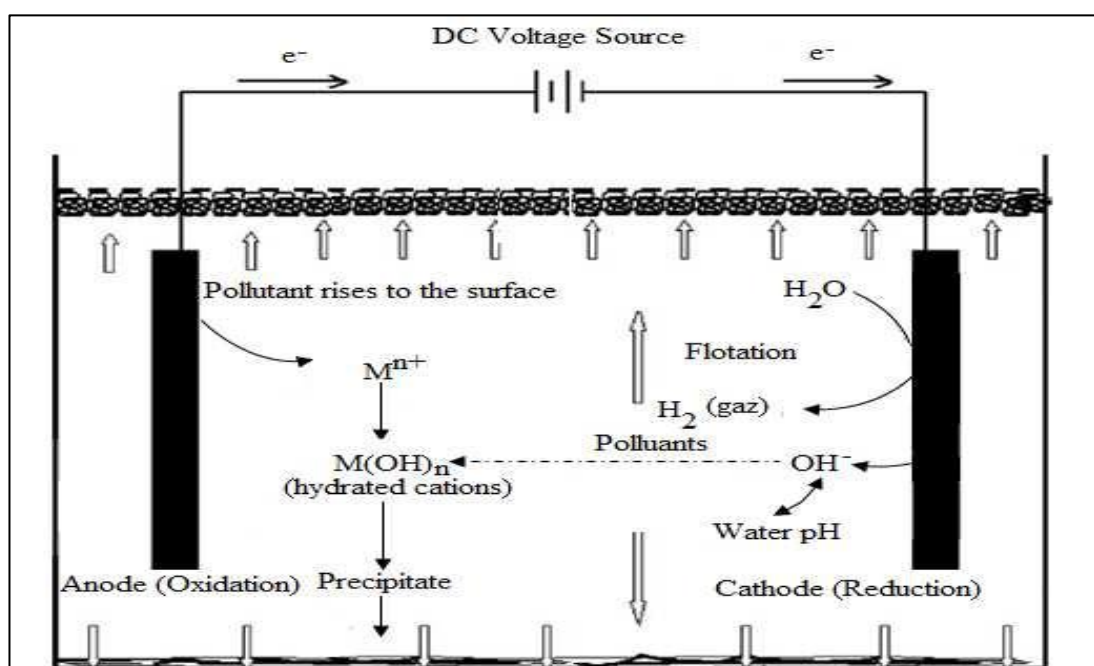 DC Voltage Source
e⁻
e⁻
Pollutant rises to the surface
H₂O
Mⁿ⁺
Flotation
H₂ (gaz)
Polluants
M(OH)ₙ
OH⁻
(hydrated cations)
Water pH
Anode (Oxidation)
Precipitate
Cathode (Reduction)